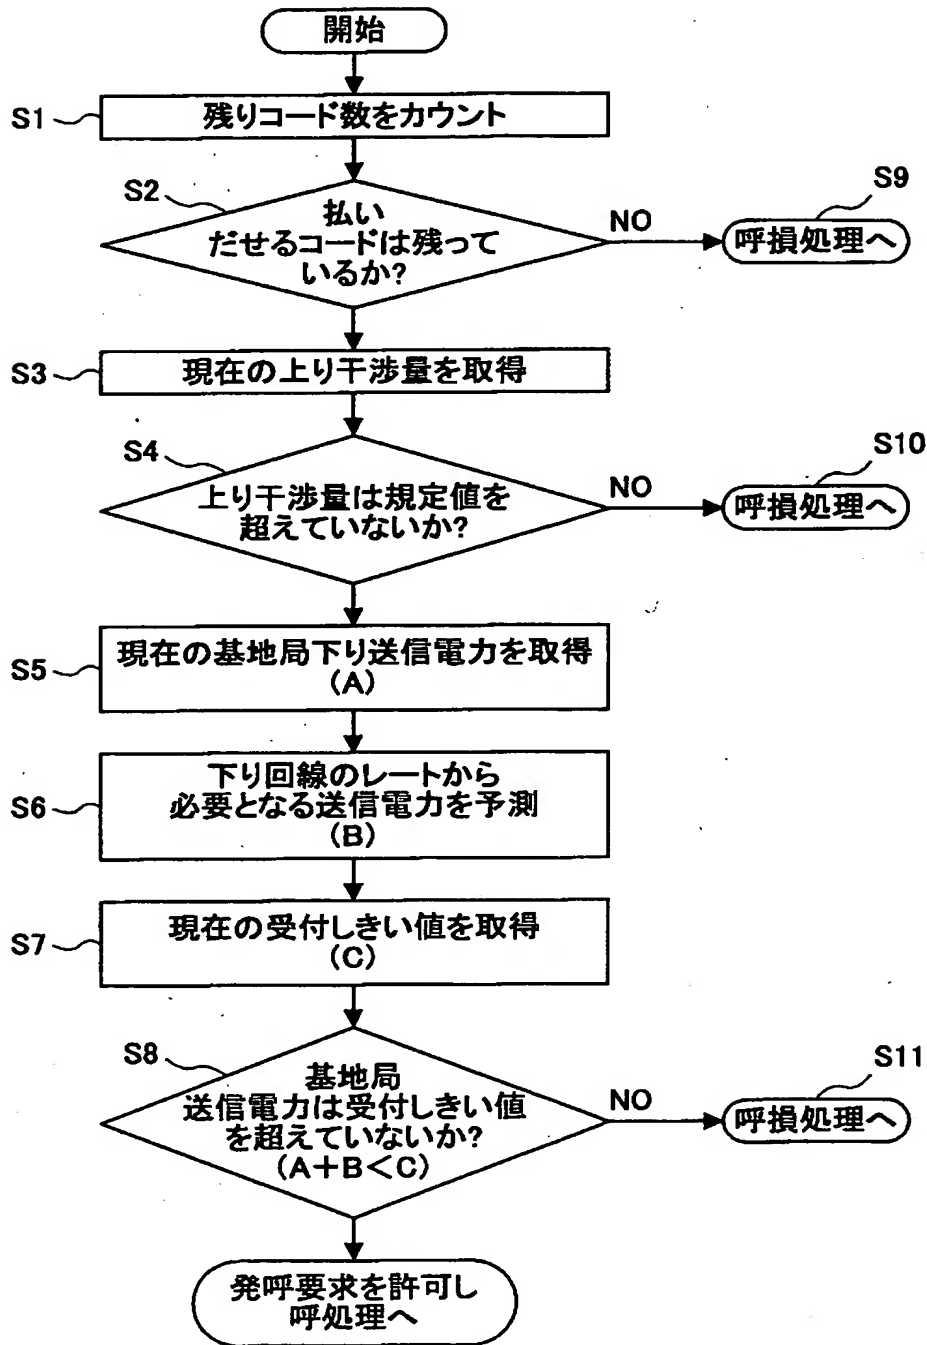 開始
S1
残りコード数をカウント
S2
払い
だせるコードは残って
いるか?
NO
S9
呼損処理へ
S3
現在の上り干渉量を取得
S4
上り干渉量は規定値を
超えていないか?
NO
S10
呼損処理へ
S5
現在の基地局下り送信電力を取得
(A)
S6
下り回線のレートから
必要となる送信電力を予測
(B)
S7
現在の受付しきい値を取得
(C)
S8
基地局
送信電力は受付しきい値
を超えていないか?
(A+B<C)
NO
S11
呼損処理へ
発呼要求を許可し
呼処理へ